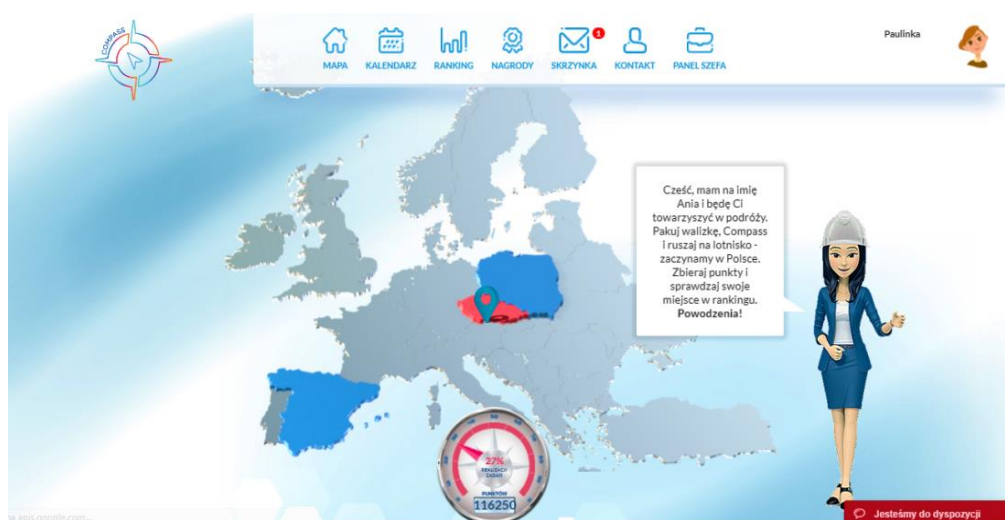 COMPASS
MAPA
KALENDARZ
RANKING
NAGRODY
1
SKRZYNKA
KONTAKT
PANEL SZEFA
Paulinka
Cześć, mam na imię
Ania i będę Ci
towarzyszyć w podróży.
Pakuj walizkę, Compass
i ruszaj na lotnisko -
zaczynamy w Polsce.
Zbieraj punkty i
sprawdzaj swoje
miejsce w rankingu.
Powodzenia!
27%
REALIZACJI
ZADAŃ
PUNKTÓW
116250
Jesteśmy do dyspozycji